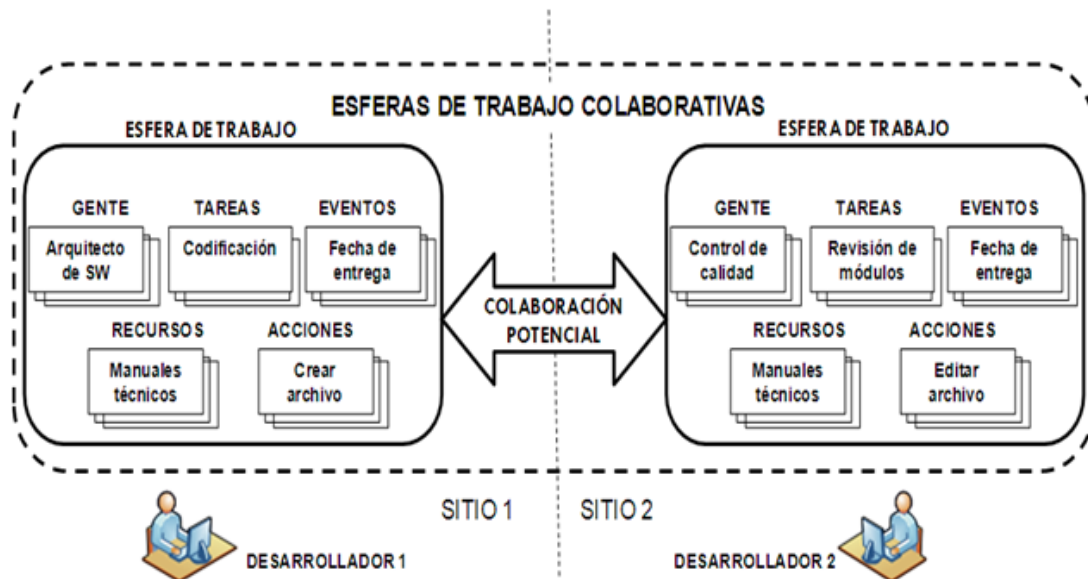 ESFERAS DE TRABAJO COLABORATIVAS
ESFERA DE TRABAJO
GENTE TAREAS EVENTOS
Arquitecto
de SW
Codificación
Fecha de
entrega
RECURSOS ACCIONES
Manuales
técnicos
Crear
archivo
COLABORACIÓN
POTENCIAL
ESFERA DE TRABAJO
GENTE TAREAS EVENTOS
Control de
calidad
Revisión de
módulos
Fecha de
entrega
RECURSOS ACCIONES
Manuales
técnicos
Editar
archivo
SITIO 1
SITIO 2
DESARROLLADOR 1
DESARROLLADOR 2